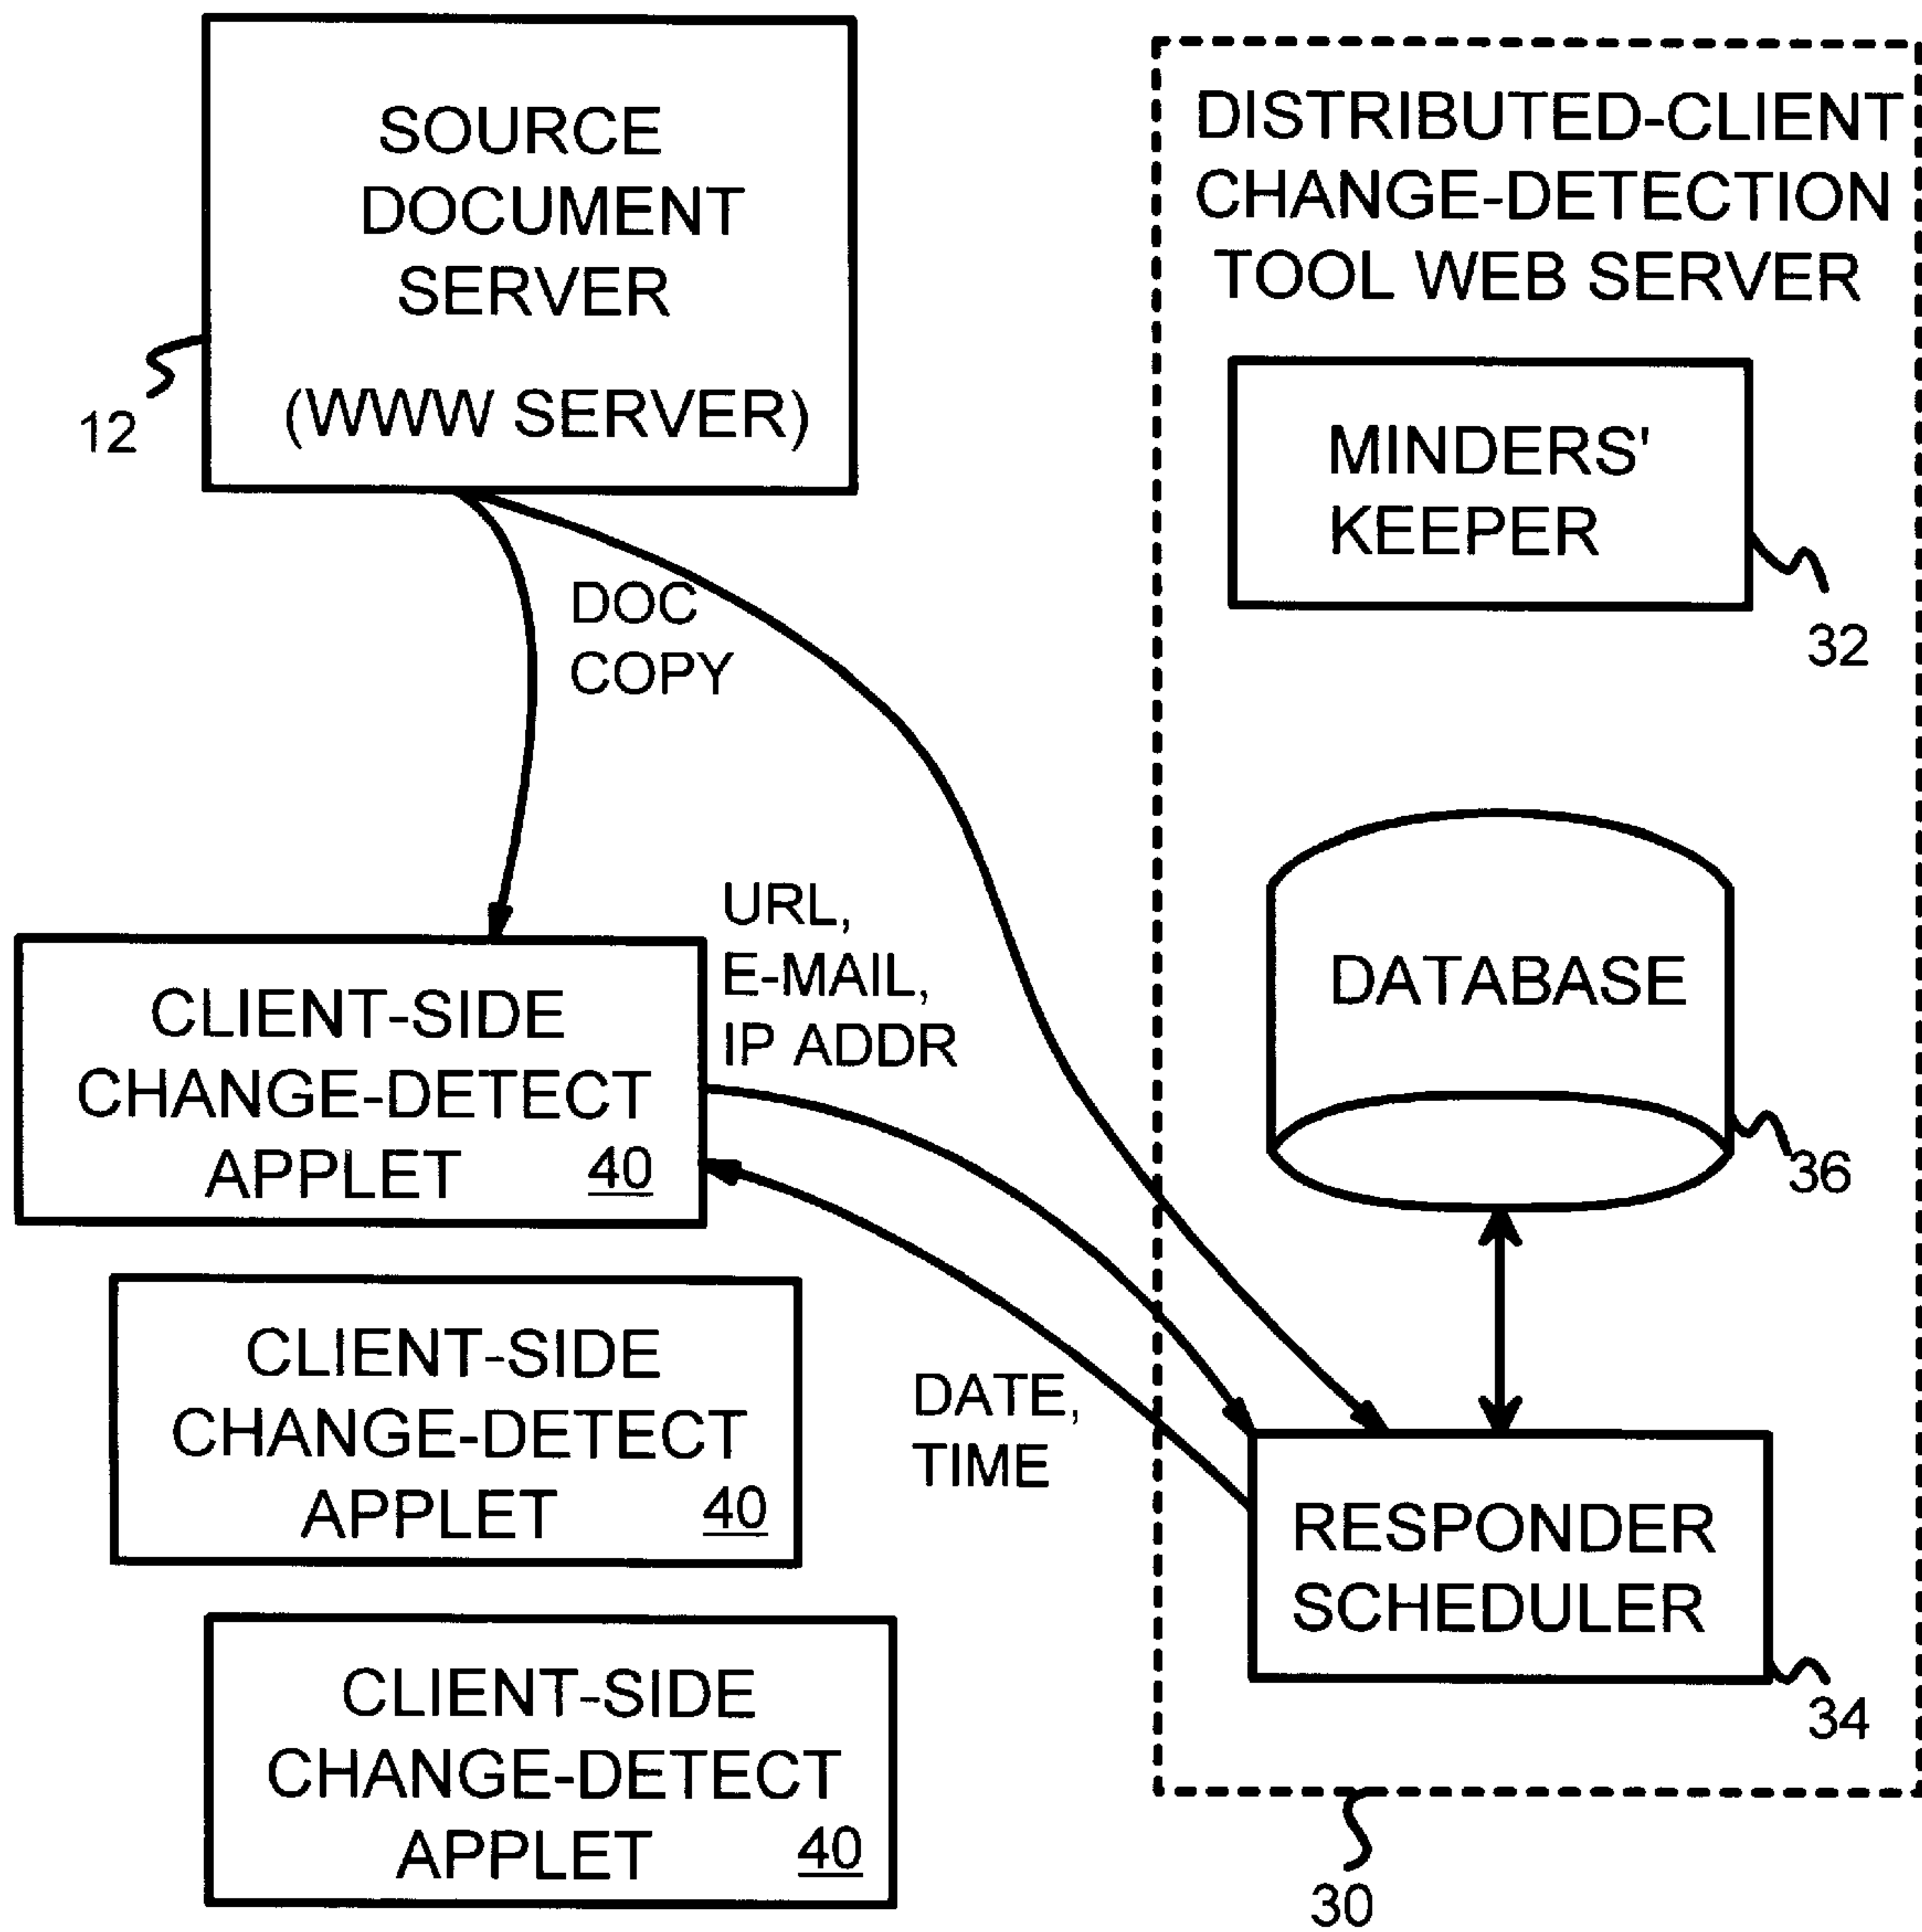 SOURCE
DOCUMENT
SERVER
(WWW SERVER)
12
DISTRIBUTED-CLIENT
CHANGE-DETECTION
TOOL WEB SERVER
MINDERS'
KEEPER
32
DOC
COPY
URL,
E-MAIL,
IP ADDR
DATABASE
36
CLIENT-SIDE
CHANGE-DETECT
APPLET 40
CLIENT-SIDE
CHANGE-DETECT
APPLET 40
DATE,
TIME
RESPONDER
SCHEDULER
34
CLIENT-SIDE
CHANGE-DETECT
APPLET 40
30